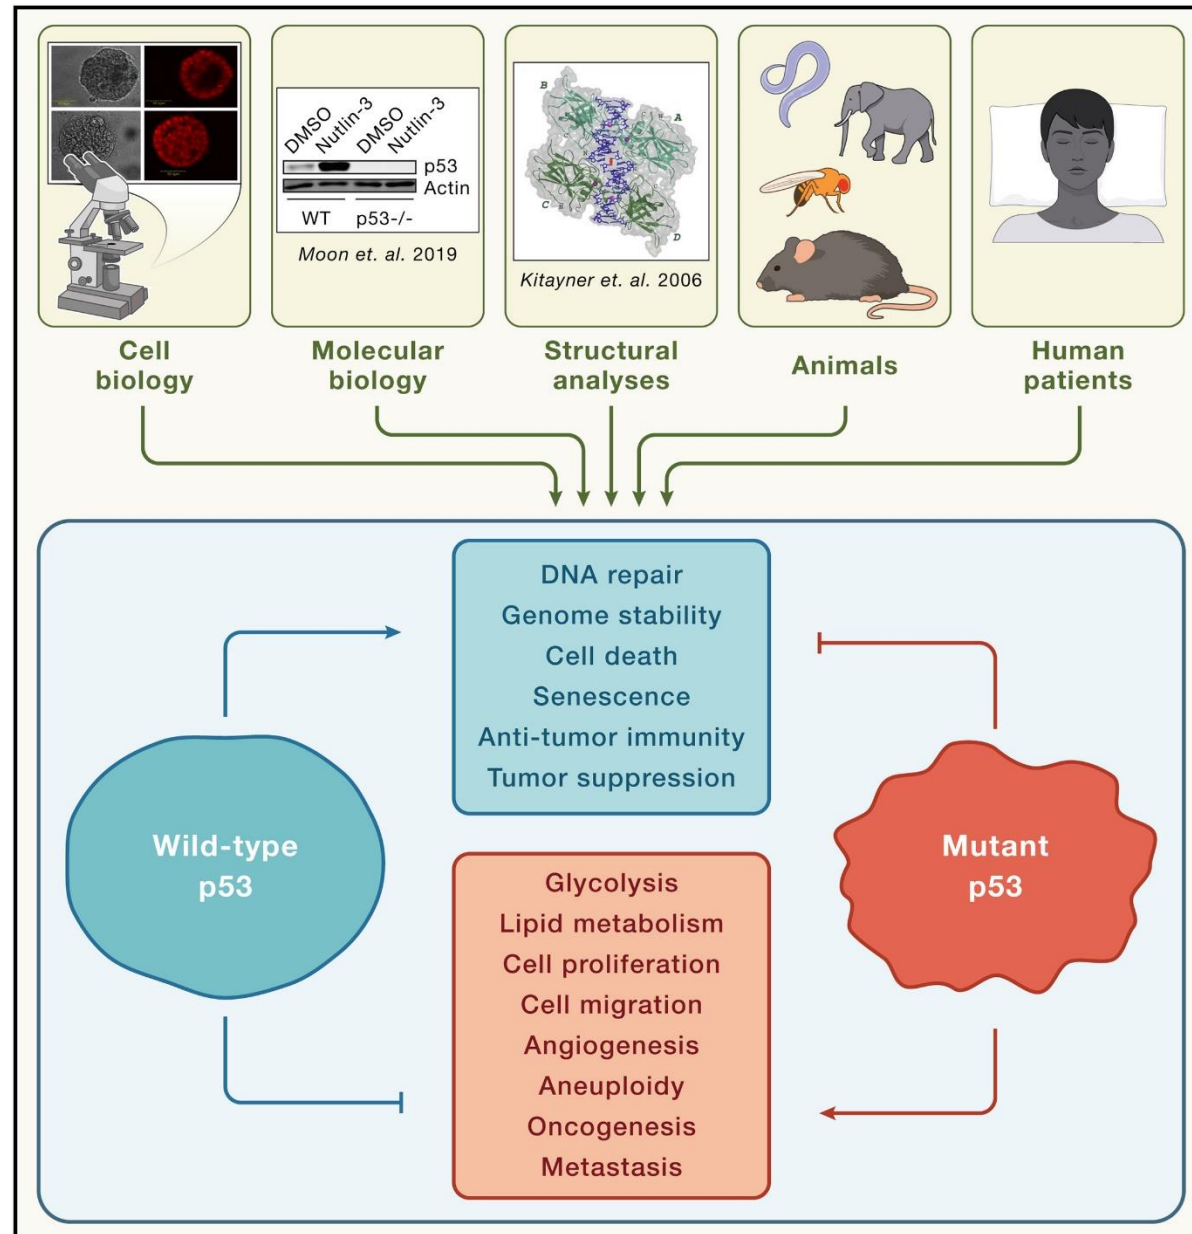 DMSO
Nutlin-3
DMSO
Nutlin-3
p53
Actin
WT
p53-/-
Moon et. al. 2019
B
A
C
D
Kitayner et. al. 2006
Cell
biology
Molecular
biology
Structural
analyses
Animals
Human
patients
DNA repair
Genome stability
Cell death
Senescence
Anti-tumor immunity
Tumor suppression
Wild-type
p53
Mutant
p53
Glycolysis
Lipid metabolism
Cell proliferation
Cell migration
Angiogenesis
Aneuploidy
Oncogenesis
Metastasis